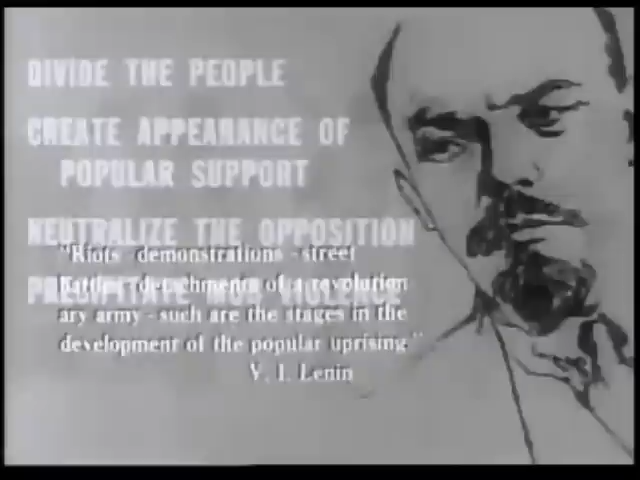 DIVIDE THE PEOPLE
CREATE APPEARANCE OF
POPULAR SUPPORT
NEUTRALIZE THE OPPOSITION
"Riots demonstrations - street
battles detachments of a revolution
PRECIPITATE MOB VIOLENCE
ary army - such are the stages in the
development of the popular uprising"
V. I. Lenin